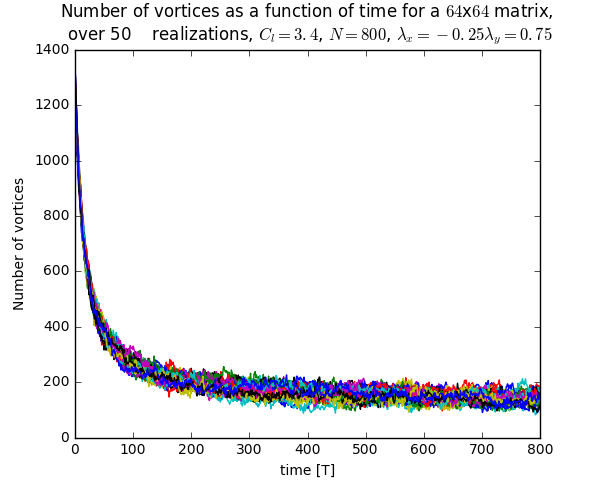 Number of vortices as a function of time for a 64x64 matrix,
over 50    realizations, C_l = 3.4, N = 800, λ_x = −0.25λ_y = 0.75
1400
1200
1000
800
600
400
200
0
Number of vortices
0 100 200 300 400 500 600 700 800
time [T]